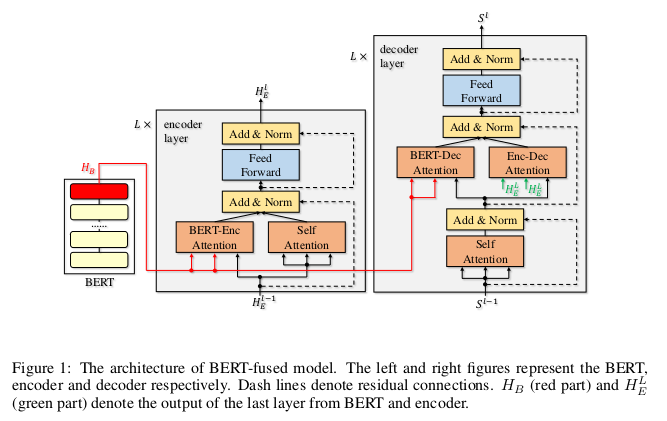 S^l
L ×
decoder
layer
Add & Norm
Feed
Forward
Add & Norm
BERT-Dec
Attention
Enc-Dec
Attention
H_E^L
H_E^L
Add & Norm
Self
Attention
S^{l-1}
H_E^l
L ×
encoder
layer
Add & Norm
Feed
Forward
Add & Norm
BERT-Enc
Attention
Self
Attention
H_E^{l-1}
H_B
......
BERT
Figure 1: The architecture of BERT-fused model. The left and right figures represent the BERT,
encoder and decoder respectively. Dash lines denote residual connections. H_B (red part) and H_E^L
(green part) denote the output of the last layer from BERT and encoder.